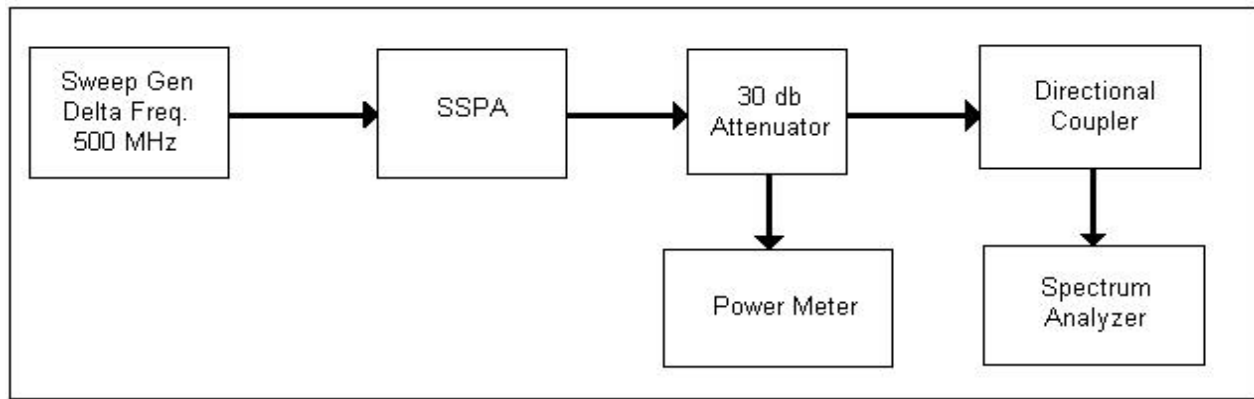 Sweep Gen
Delta Freq.
500 MHz
SSPA
30 db
Attenuator
Directional
Coupler
Power Meter
Spectrum
Analyzer